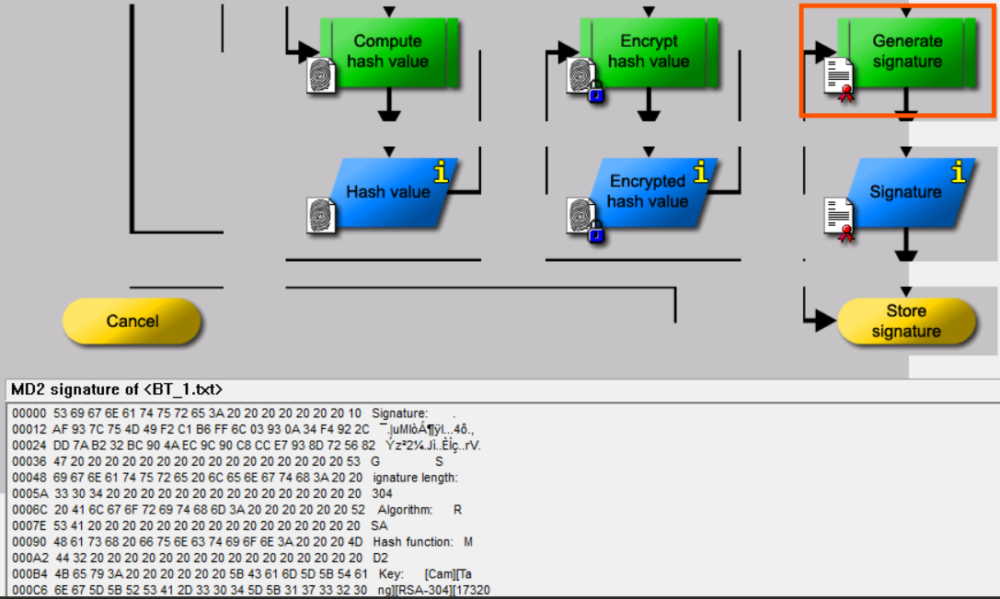 Compute
hash value
Encrypt
hash value
Generate
signature
Hash value
i
Encrypted
hash value
i
Signature
i
Cancel
Store
signature
MD2 signature of <BT_1.txt>
00000 53 69 67 6E 61 74 75 72 65 3A 20 20 20 20 20 20 20 10 Signature: .
00012 AF 93 7C 75 4D 49 F2 C1 B6 FF 6C 03 93 0A 34 F4 92 2C ¯.|uMIòÁ¶ÿl...4ô.,
00024 DD 7A B2 32 BC 90 4A EC 9C 90 C8 CC E7 93 8D 72 56 82 Ýz²2¼.Jì..ÈÌç..rV.
00036 47 20 20 20 20 20 20 20 20 20 20 20 20 20 20 20 20 53 G S
00048 69 67 6E 61 74 75 72 65 20 6C 65 6E 67 74 68 3A 20 20 ignature length:
0005A 33 30 34 20 20 20 20 20 20 20 20 20 20 20 20 20 20 20 304
0006C 20 41 6C 67 6F 72 69 74 68 6D 3A 20 20 20 20 20 20 52 Algorithm: R
0007E 53 41 20 20 20 20 20 20 20 20 20 20 20 20 20 20 20 20 SA
00090 48 61 73 68 20 66 75 6E 63 74 69 6F 6E 3A 20 20 20 4D Hash function: M
000A2 44 32 20 20 20 20 20 20 20 20 20 20 20 20 20 20 20 20 D2
000B4 4B 65 79 3A 20 20 20 20 20 20 5B 43 61 6D 5D 5B 54 61 Key: [Cam][Ta
000C6 6E 67 5D 5B 52 53 41 2D 33 30 34 5D 5B 31 37 33 32 30 ng][RSA-304][17320